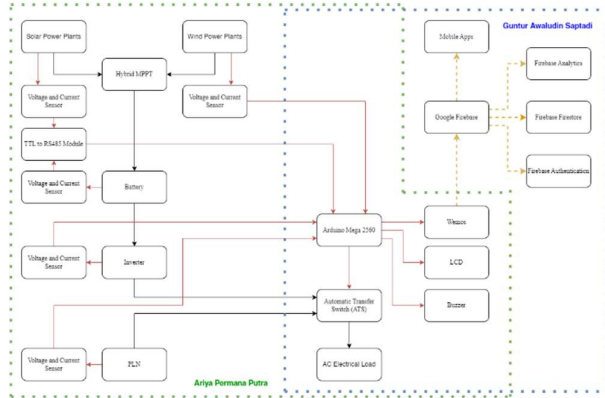 Solar Power Plants
Wind Power Plants
Mobile Apps
Guntur Awaludin Saptadi
Hybrid MPPT
Firebase Analytics
Voltage and Current
Sensor
Voltage and Current
Sensor
Google Firebase
Firebase Firestore
TTL to RS485 Module
Voltage and Current
Sensor
Battery
Firebase Authentication
Arduino Mega 2560
Wemos
Voltage and Current
Sensor
Inverter
LCD
Automatic Transfer
Switch (ATS)
Buzzer
Voltage and Current
Sensor
PLN
AC Electrical Load
Ariya Permana Putra